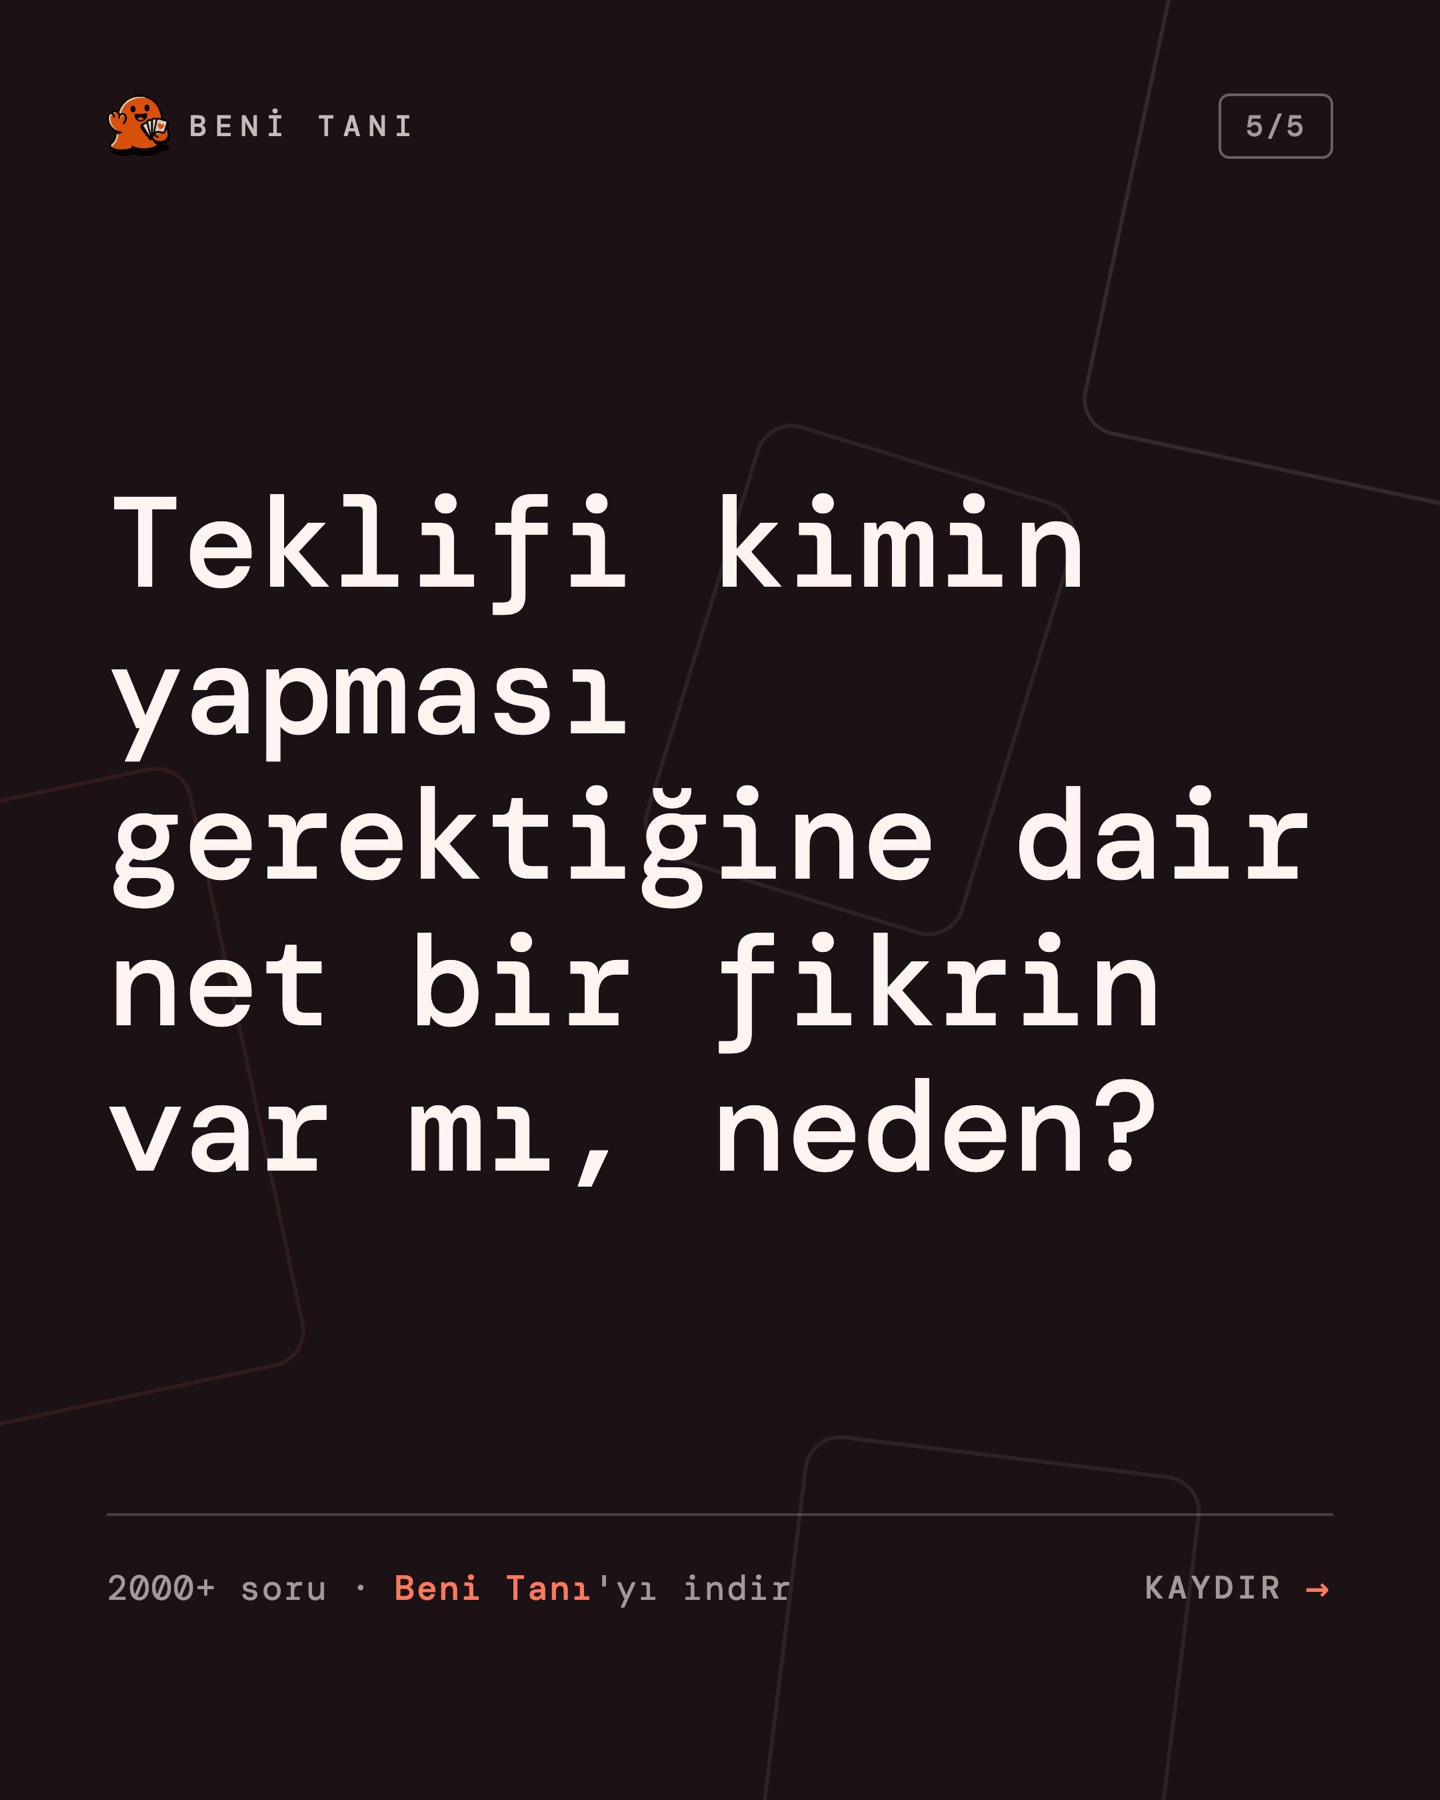 BENİ TANI
5/5
Teklifi kimin
yapması
gerektiğine dair
net bir fikrin
var mı, neden?
2000+ soru · Beni Tanı'yı indir
KAYDIR →